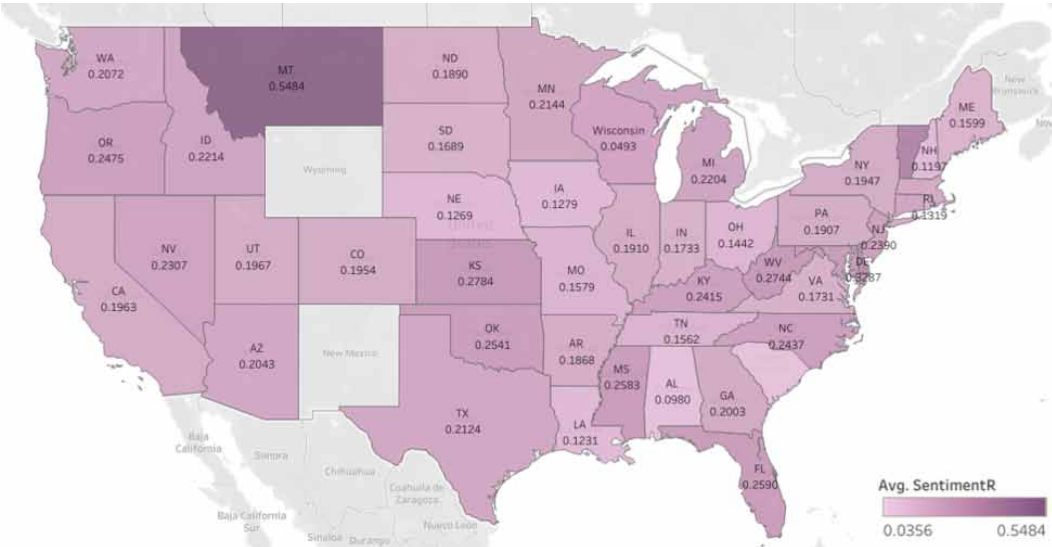 WA
0.2072
MT
0.5484
ND
0.1890
MN
0.2144
OR
0.2475
ID
0.2214
SD
0.1689
Wisconsin
0.0493
MI
0.2204
ME
0.1599
New
Brunswick
NH
0.1197
NY
0.1947
RI
0.1319
Wyoming
NE
0.1269
IA
0.1279
IL
0.1910
IN
0.1733
OH
0.1442
PA
0.1907
NJ
0.2390
DE
0.3287
NV
0.2307
UT
0.1967
CO
0.1954
United
States
KS
0.2784
MO
0.1579
KY
0.2415
WV
0.2744
VA
0.1731
CA
0.1963
AZ
0.2043
New Mexico
OK
0.2541
AR
0.1868
TN
0.1562
NC
0.2437
MS
0.2583
AL
0.0980
GA
0.2003
TX
0.2124
LA
0.1231
FL
0.2590
Baja
California
Sonora
Chihuahua
Coahuila de
Zaragoza
Baja California
Sur
Sinaloa
Durango
Nuevo León
Avg. SentimentR
0.0356
0.5484